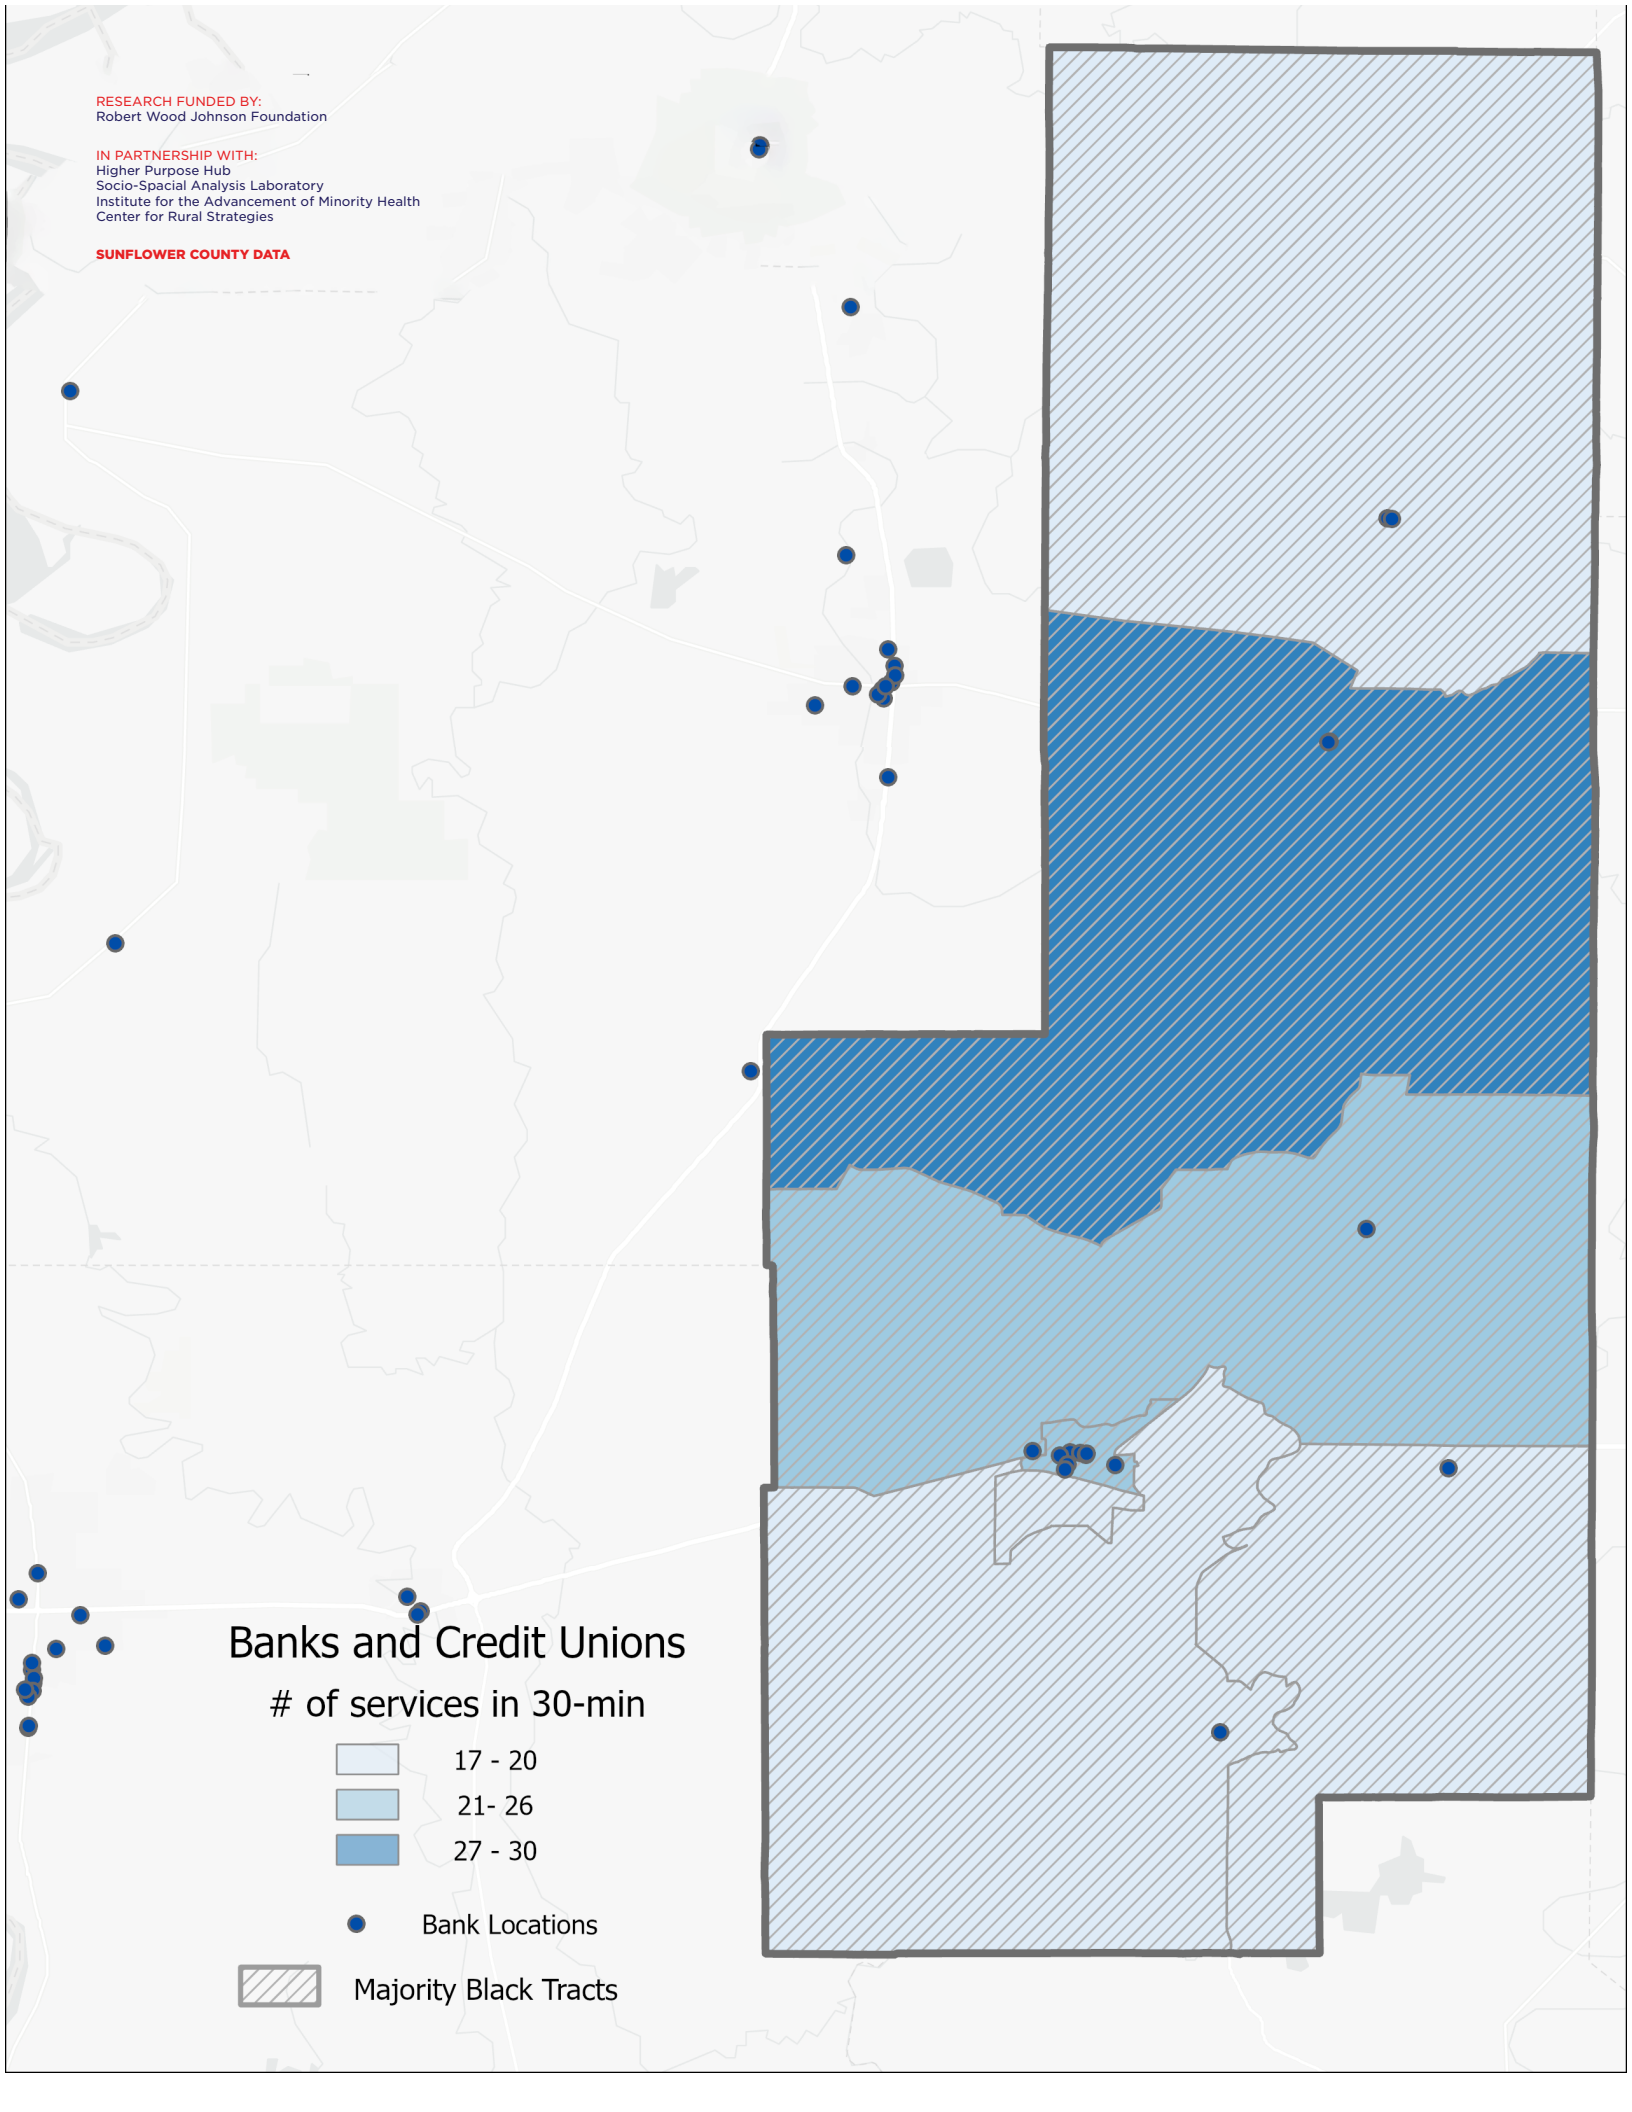 RESEARCH FUNDED BY:
Robert Wood Johnson Foundation
IN PARTNERSHIP WITH:
Higher Purpose Hub
Socio-Spacial Analysis Laboratory
Institute for the Advancement of Minority Health
Center for Rural Strategies
SUNFLOWER COUNTY DATA
Banks and Credit Unions
# of services in 30-min
17 - 20
21- 26
27 - 30
Bank Locations
Majority Black Tracts